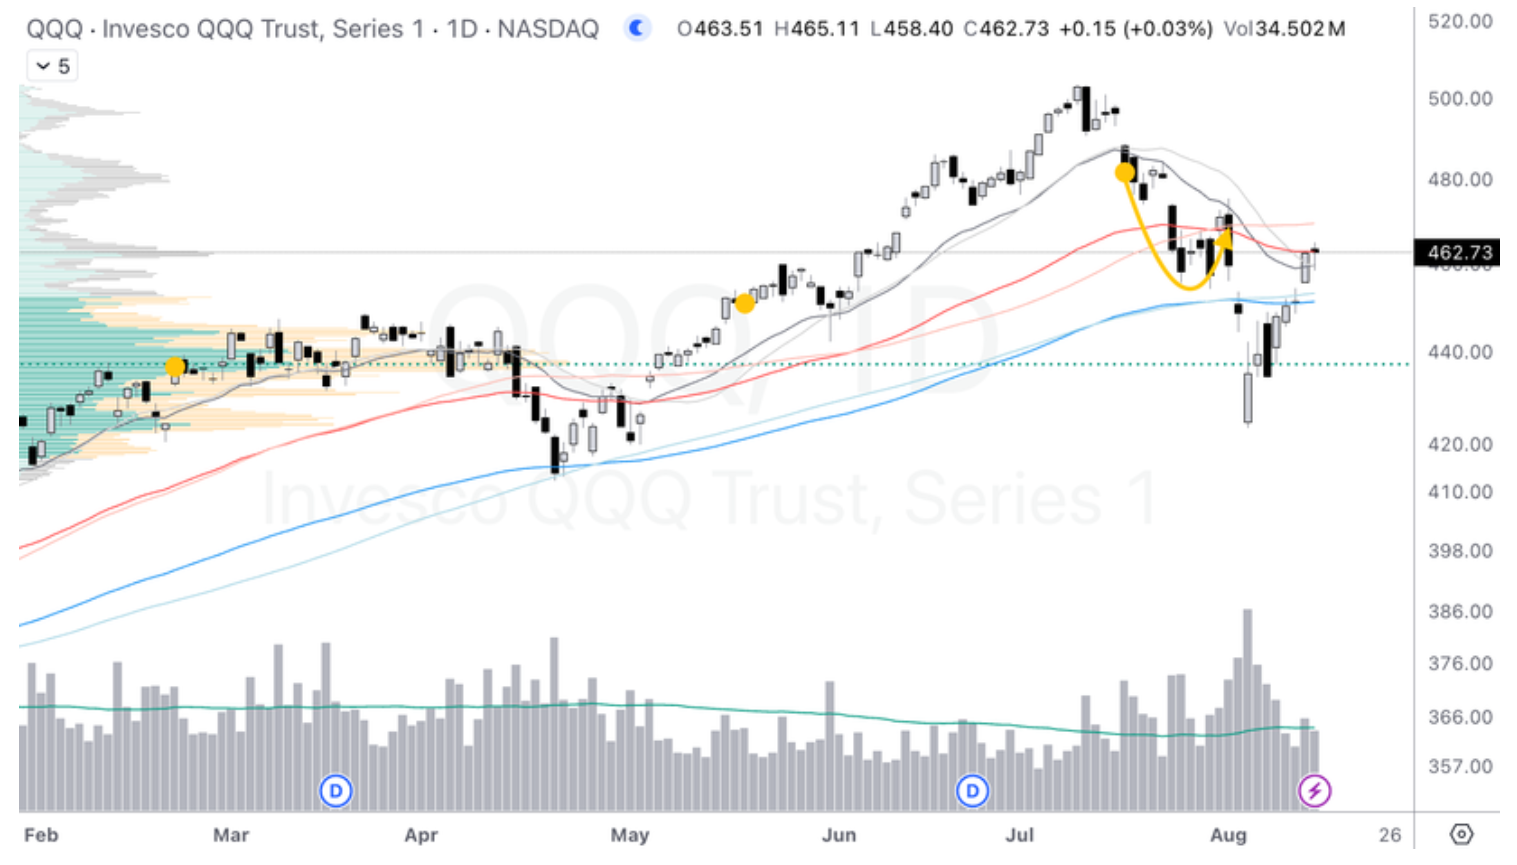 QQQ · Invesco QQQ Trust, Series 1 · 1D · NASDAQ O463.51 H465.11 L458.40 C462.73 +0.15 (+0.03%) Vol34.502M
5
520.00
500.00
480.00
462.73
460.00
440.00
420.00
410.00
398.00
386.00
376.00
366.00
357.00
QQQ, 1D
Invesco QQQ Trust, Series 1
D D
Feb Mar Apr May Jun Jul Aug 26